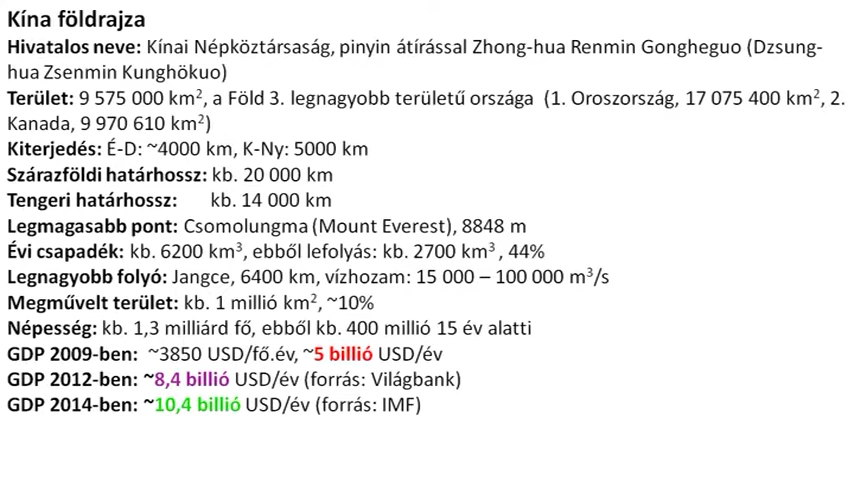 Kína földrajza
Hivatalos neve: Kínai Népköztársaság, pinyin átírással Zhong-hua Renmin Gongheguo (Dzsung-
hua Zsenmin Kunghökuo)
Terület: 9 575 000 km², a Föld 3. legnagyobb területű országa (1. Oroszország, 17 075 400 km², 2.
Kanada, 9 970 610 km²)
Kiterjedés: É-D: ~4000 km, K-Ny: 5000 km
Szárazföldi határhossz: kb. 20 000 km
Tengeri határhossz: kb. 14 000 km
Legmagasabb pont: Csomolungma (Mount Everest), 8848 m
Évi csapadék: kb. 6200 km³, ebből lefolyás: kb. 2700 km³ , 44%
Legnagyobb folyó: Jangce, 6400 km, vízhozam: 15 000 – 100 000 m³/s
Megművelt terület: kb. 1 millió km², ~10%
Népesség: kb. 1,3 milliárd fő, ebből kb. 400 millió 15 év alatti
GDP 2009-ben: ~3850 USD/fő.év, ~5 billió USD/év
GDP 2012-ben: ~8,4 billió USD/év (forrás: Világbank)
GDP 2014-ben: ~10,4 billió USD/év (forrás: IMF)